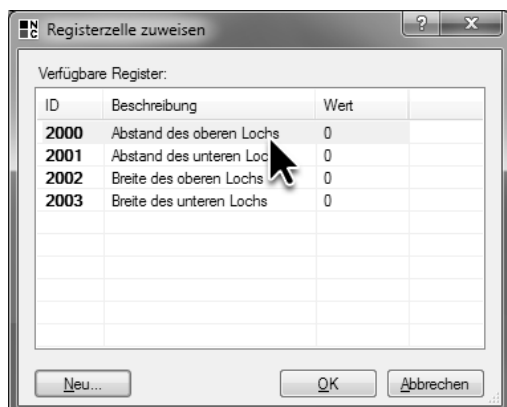 Registerzelle zuweisen
Verfügbare Register:
ID Beschreibung Wert
2000 Abstand des oberen Lochs 0
2001 Abstand des unteren 0
2002 Breite des oberen Lochs 0
2003 Breite des unteren Lochs 0
Neu... OK Abbrechen